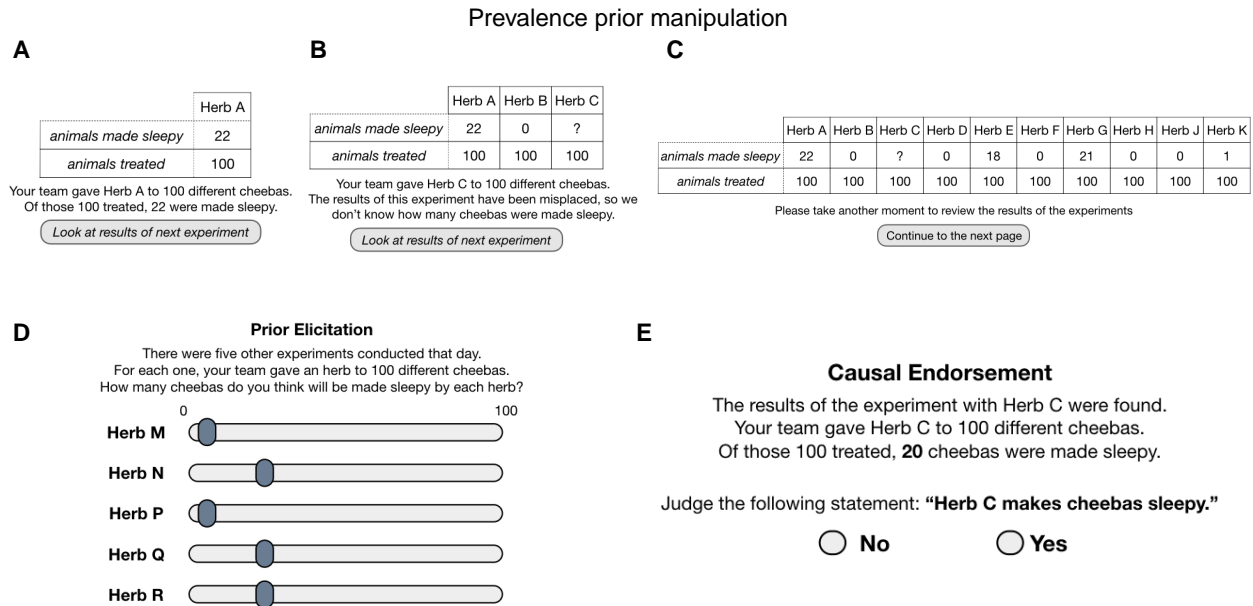 Prevalence prior manipulation
A
Herb A
animals made sleepy 22
animals treated 100
Your team gave Herb A to 100 different cheebas.
Of those 100 treated, 22 were made sleepy.
Look at results of next experiment
B
Herb A Herb B Herb C
animals made sleepy 22 0 ?
animals treated 100 100 100
Your team gave Herb C to 100 different cheebas.
The results of this experiment have been misplaced, so we
don't know how many cheebas were made sleepy.
Look at results of next experiment
C
Herb A Herb B Herb C Herb D Herb E Herb F Herb G Herb H Herb J Herb K
animals made sleepy 22 0 ? 0 18 0 21 0 0 1
animals treated 100 100 100 100 100 100 100 100 100 100
Please take another moment to review the results of the experiments
Continue to the next page
D
Prior Elicitation
There were five other experiments conducted that day.
For each one, your team gave an herb to 100 different cheebas.
How many cheebas do you think will be made sleepy by each herb?
0 100
Herb M
Herb N
Herb P
Herb Q
Herb R
E
Causal Endorsement
The results of the experiment with Herb C were found.
Your team gave Herb C to 100 different cheebas.
Of those 100 treated, 20 cheebas were made sleepy.
Judge the following statement: “Herb C makes cheebas sleepy.”
No Yes